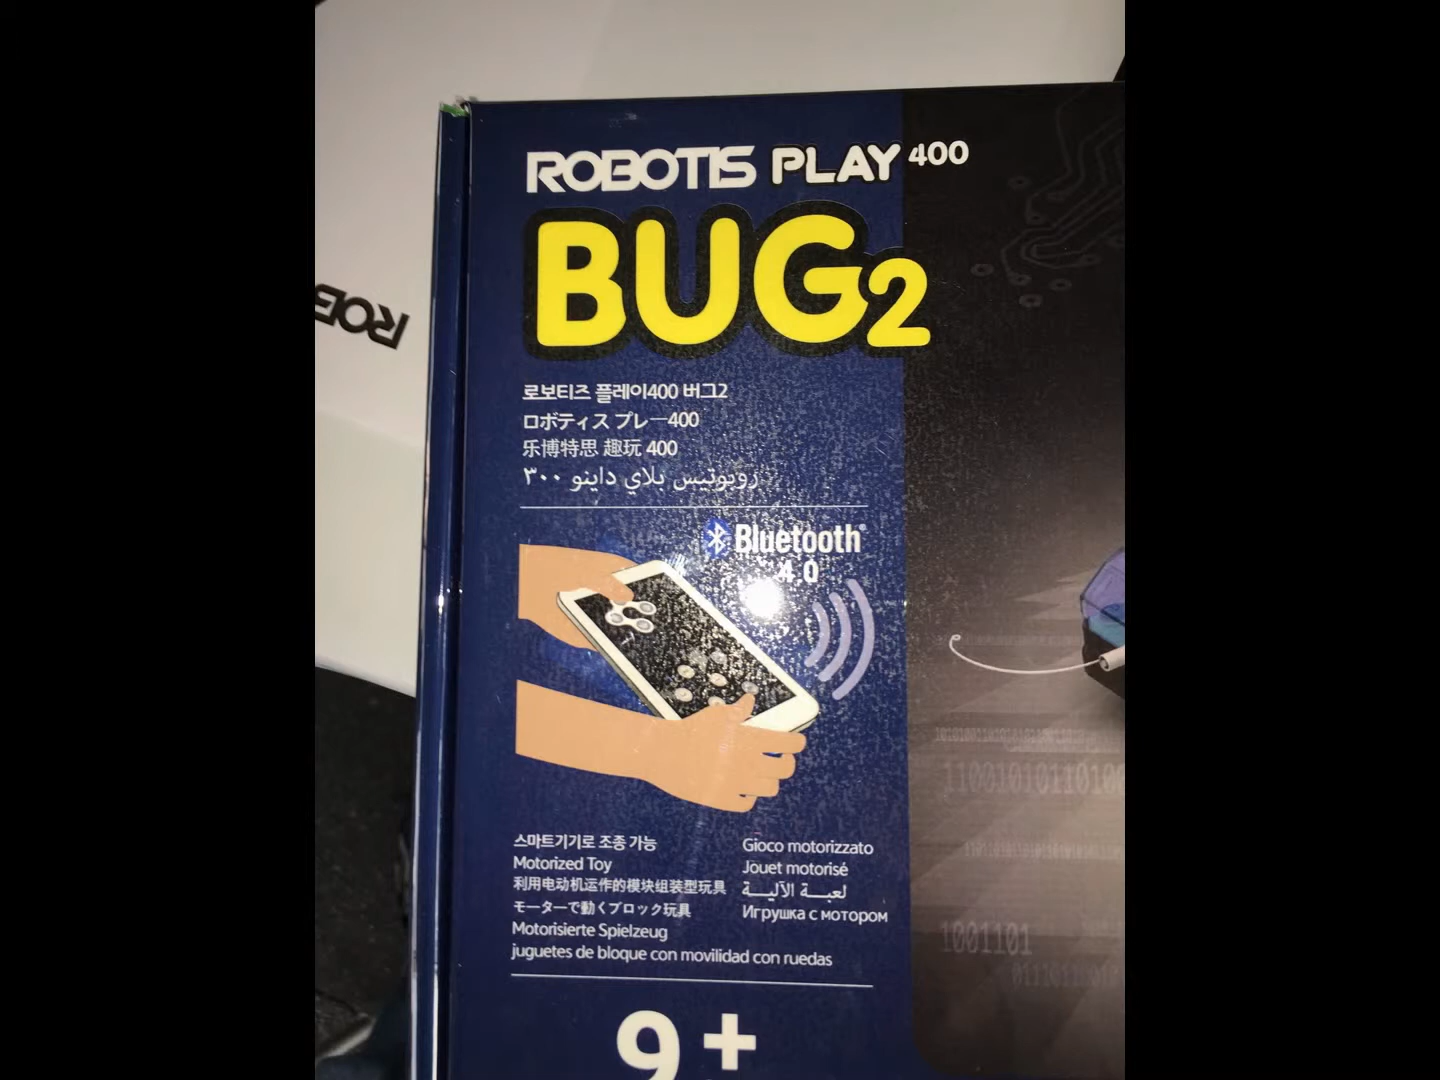 ROBOTIS PLAY 400
BUG2
로보티즈 플레이400 버그2
ロボティス プレー400
乐博特思 趣玩 400
روبوتيس بلاي داينو ٣٠٠
Bluetooth
4.0
스마트기기로 조종 가능
Motorized Toy
利用电动机运作的模块组装型玩具
モーターで動くブロック玩具
Motorisierte Spielzeug
juguetes de bloque con movilidad con ruedas
Gioco motorizzato
Jouet motorisé
لعبـــة الآليـــة
Игрушка с мотором
9+
1001101